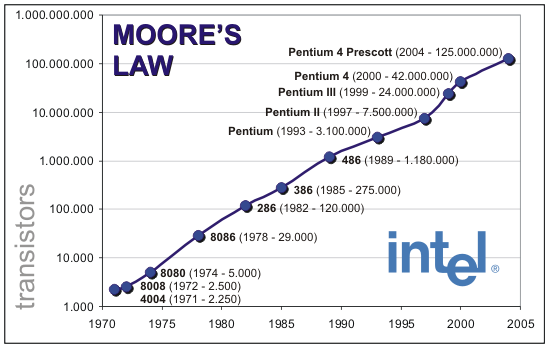 1.000.000.000
MOORE'S
LAW
Pentium 4 Prescott (2004 - 125.000.000)
100.000.000
Pentium 4 (2000 - 42.000.000)
Pentium III (1999 - 24.000.000)
10.000.000
Pentium II (1997 - 7.500.000)
Pentium (1993 - 3.100.000)
1.000.000
486 (1989 - 1.180.000)
386 (1985 - 275.000)
100.000
286 (1982 - 120.000)
8086 (1978 - 29.000)
10.000
8080 (1974 - 5.000)
8008 (1972 - 2.500)
4004 (1971 - 2.250)
1.000
transistors
intel®
1970 1975 1980 1985 1990 1995 2000 2005